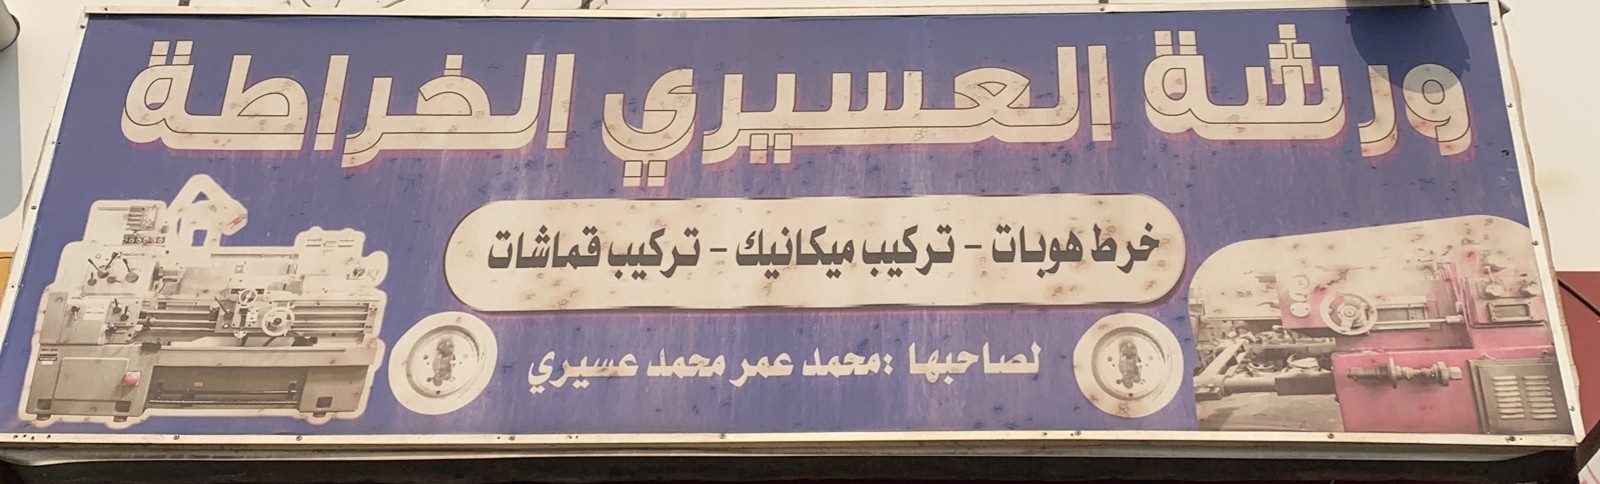 ورشة العسيري الخراطة
خرط هوبات - تركيب ميكانيك - تركيب قماشات
لصاحبها : محمد عمر محمد عسيري